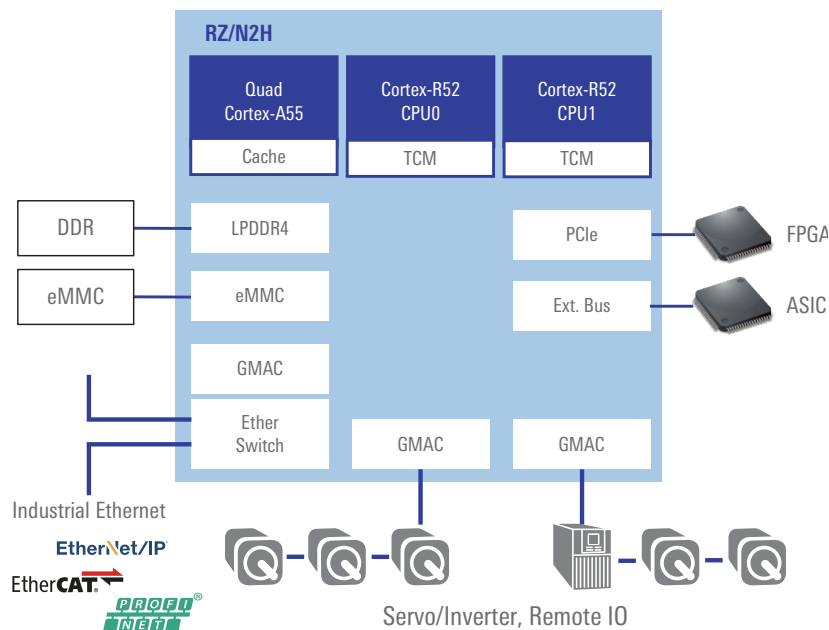 RZ/N2H
Quad
Cortex-A55
Cache
Cortex-R52
CPU0
TCM
Cortex-R52
CPU1
TCM
DDR
LPDDR4
PCIe
FPGA
eMMC
eMMC
Ext. Bus
ASIC
GMAC
Ether
Switch
GMAC
GMAC
Industrial Ethernet
EtherNet/IP
EtherCAT®
PROFI®
NET
Servo/Inverter, Remote IO